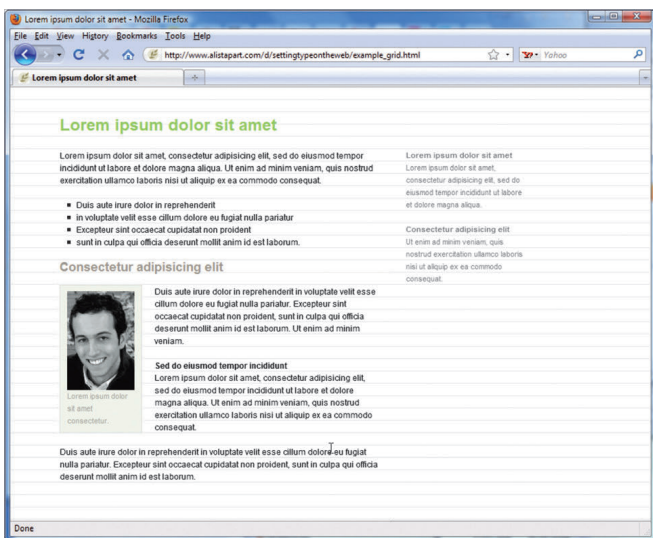 Lorem ipsum dolor sit amet - Mozilla Firefox
File Edit View History Bookmarks Tools Help
http://www.alistapart.com/d/settingtypeontheweb/example_grid.html
Yahoo
Lorem ipsum dolor sit amet
Lorem ipsum dolor sit amet
Lorem ipsum dolor sit amet, consectetur adipisicing elit, sed do eiusmod tempor
incididunt ut labore et dolore magna aliqua. Ut enim ad minim veniam, quis nostrud
exercitation ullamco laboris nisi ut aliquip ex ea commodo consequat.
Duis aute irure dolor in reprehenderit
in voluptate velit esse cillum dolore eu fugiat nulla pariatur
Excepteur sint occaecat cupidatat non proident
sunt in culpa qui officia deserunt mollit anim id est laborum.
Consectetur adipisicing elit
Duis aute irure dolor in reprehenderit in voluptate velit esse
cillum dolore eu fugiat nulla pariatur. Excepteur sint
occaecat cupidatat non proident, sunt in culpa qui officia
deserunt mollit anim id est laborum. Ut enim ad minim
veniam.
Sed do eiusmod tempor incididunt
Lorem ipsum dolor sit amet, consectetur adipisicing elit,
sed do eiusmod tempor incididunt ut labore et dolore
magna aliqua. Ut enim ad minim veniam, quis nostrud
exercitation ullamco laboris nisi ut aliquip ex ea commodo
consequat.
Lorem ipsum dolor
sit amet
consectetur.
Duis aute irure dolor in reprehenderit in voluptate velit esse cillum dolore eu fugiat
nulla pariatur. Excepteur sint occaecat cupidatat non proident, sunt in culpa qui officia
deserunt mollit anim id est laborum.
Lorem ipsum dolor sit amet
Lorem ipsum dolor sit amet,
consectetur adipisicing elit, sed do
eiusmod tempor incididunt ut labore
et dolore magna aliqua.
Consectetur adipisicing elit
Ut enim ad minim veniam, quis
nostrud exercitation ullamco laboris
nisi ut aliquip ex ea commodo
consequat.
Done